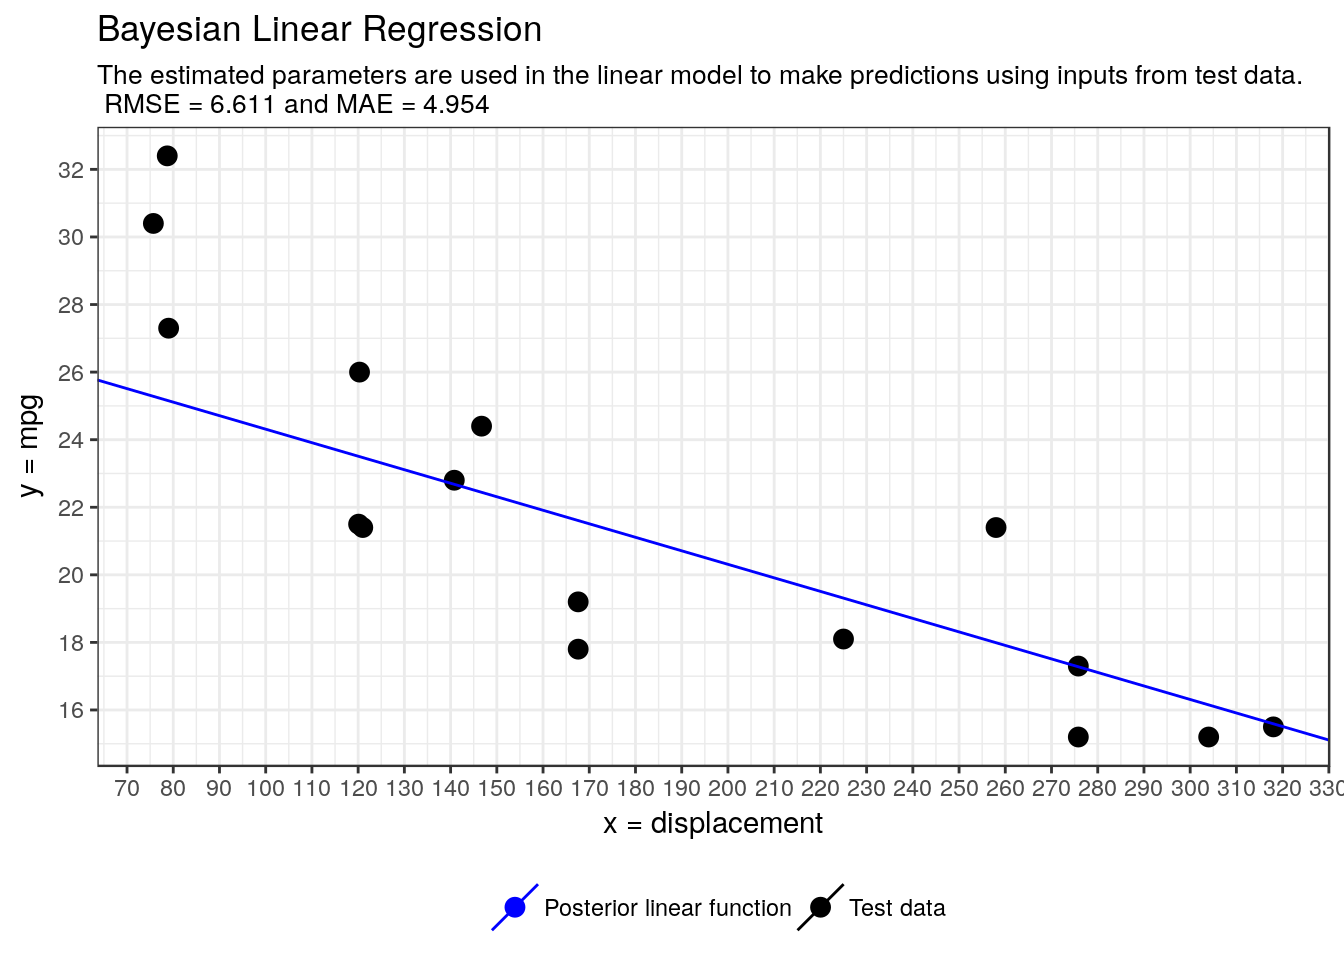 Bayesian Linear Regression
The estimated parameters are used in the linear model to make predictions using inputs from test data.
RMSE = 6.611 and MAE = 4.954
32
30
28
26
24
22
20
18
16
y = mpg
70 80 90 100 110 120 130 140 150 160 170 180 190 200 210 220 230 240 250 260 270 280 290 300 310 320 330
x = displacement
Posterior linear function Test data